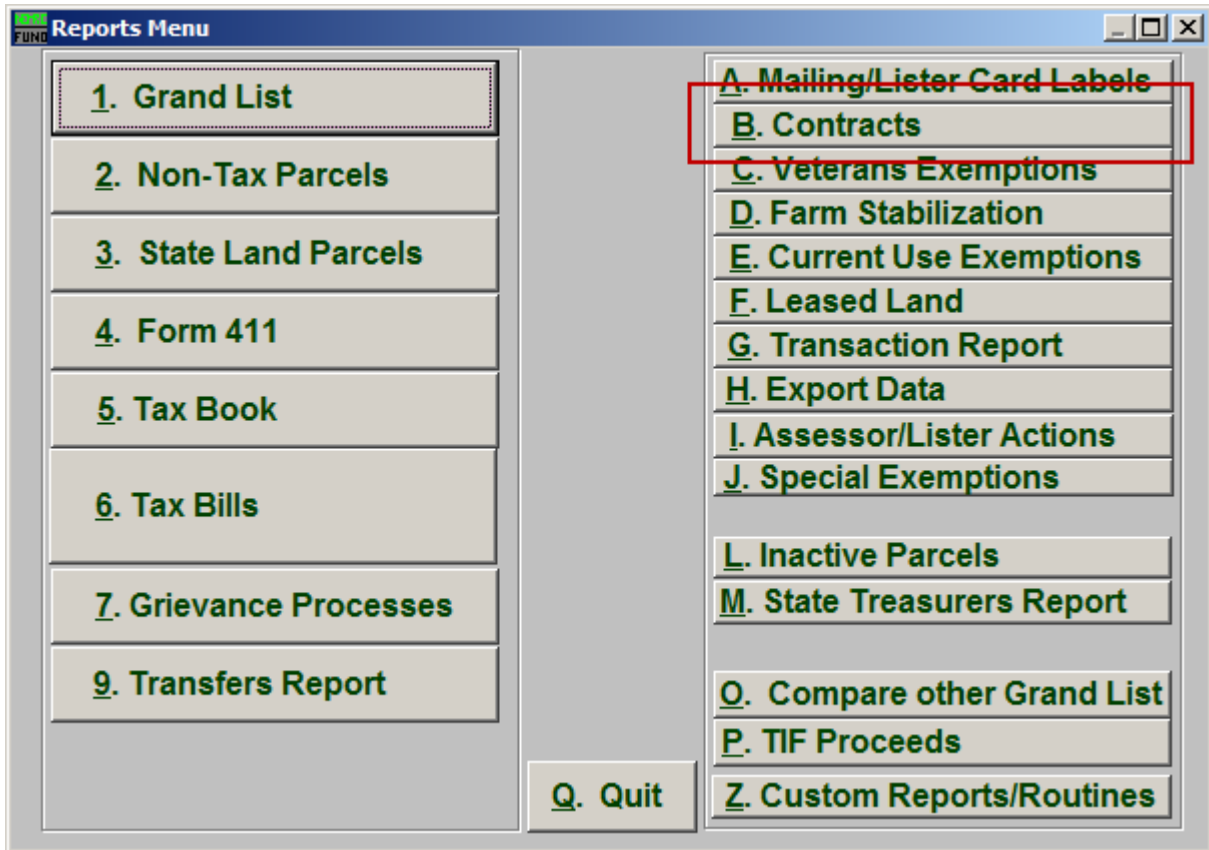 NEMRC
FUND
Reports Menu
1. Grand List
2. Non-Tax Parcels
3. State Land Parcels
4. Form 411
5. Tax Book
6. Tax Bills
7. Grievance Processes
9. Transfers Report
Q. Quit
A. Mailing/Lister Card Labels
B. Contracts
C. Veterans Exemptions
D. Farm Stabilization
E. Current Use Exemptions
F. Leased Land
G. Transaction Report
H. Export Data
I. Assessor/Lister Actions
J. Special Exemptions
L. Inactive Parcels
M. State Treasurers Report
O. Compare other Grand List
P. TIF Proceeds
Z. Custom Reports/Routines